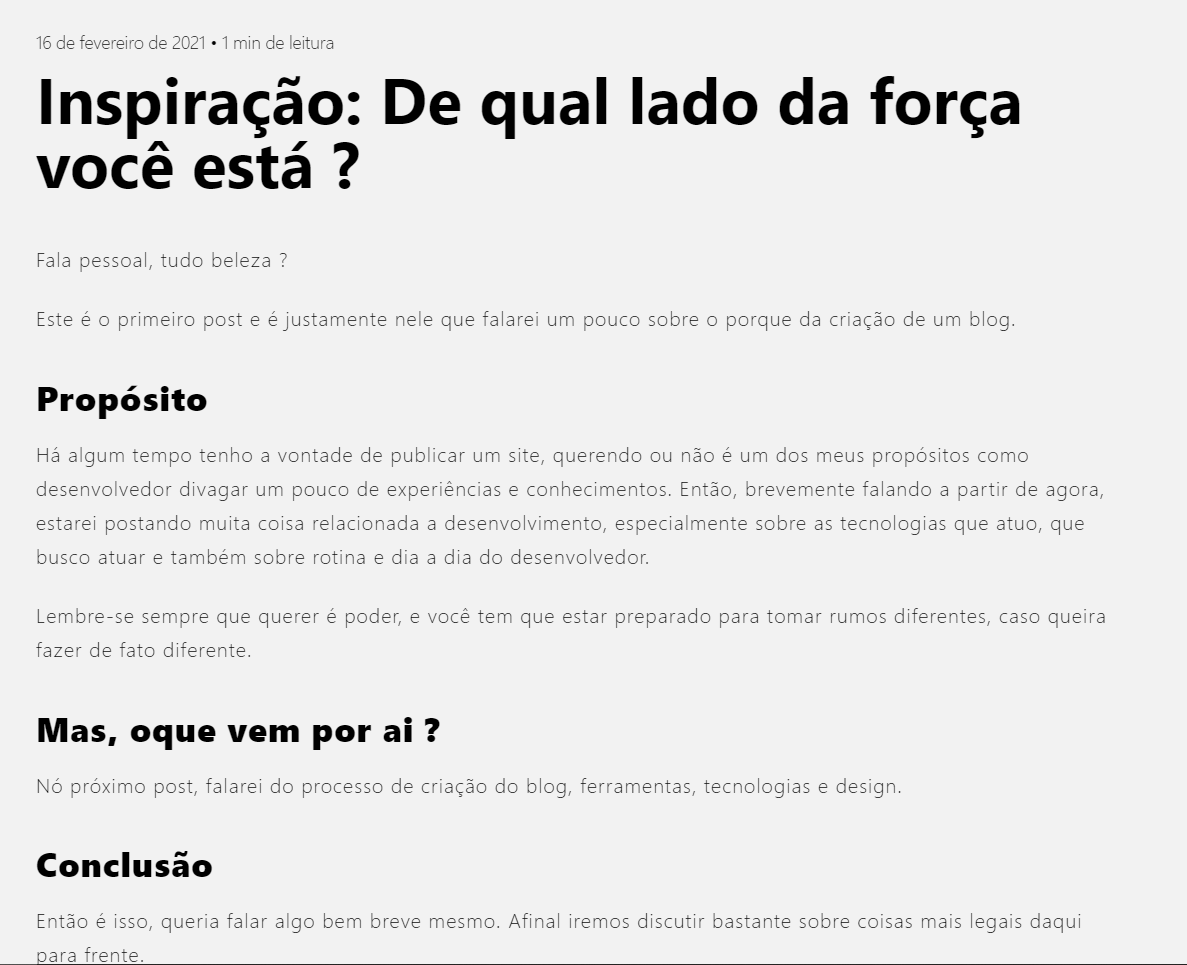 16 de fevereiro de 2021 • 1 min de leitura
Inspiração: De qual lado da força
você está ?
Fala pessoal, tudo beleza ?
Este é o primeiro post e é justamente nele que falarei um pouco sobre o porque da criação de um blog.
Propósito
Há algum tempo tenho a vontade de publicar um site, querendo ou não é um dos meus propósitos como
desenvolvedor divagar um pouco de experiências e conhecimentos. Então, brevemente falando a partir de agora,
estarei postando muita coisa relacionada a desenvolvimento, especialmente sobre as tecnologias que atuo, que
busco atuar e também sobre rotina e dia a dia do desenvolvedor.
Lembre-se sempre que querer é poder, e você tem que estar preparado para tomar rumos diferentes, caso queira
fazer de fato diferente.
Mas, oque vem por ai ?
Nó próximo post, falarei do processo de criação do blog, ferramentas, tecnologias e design.
Conclusão
Então é isso, queria falar algo bem breve mesmo. Afinal iremos discutir bastante sobre coisas mais legais daqui
para frente.